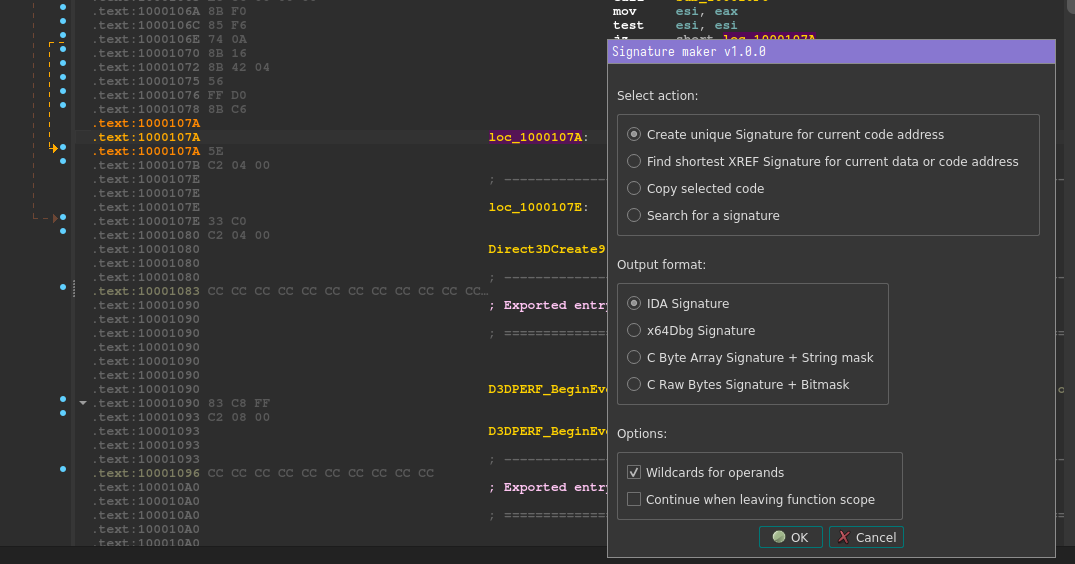 .text:1000106A 8B F0
mov esi, eax
.text:1000106C 85 F6
test esi, esi
.text:1000106E 74 0A
jz short loc_1000107A
.text:10001070 8B 16
.text:10001072 8B 42 04
.text:10001075 56
.text:10001076 FF D0
.text:10001078 8B C6
.text:1000107A
.text:1000107A loc_1000107A:
.text:1000107A 5E
.text:1000107B C2 04 00
.text:1000107E ; ----------------
.text:1000107E
.text:1000107E loc_1000107E:
.text:1000107E 33 C0
.text:10001080 C2 04 00
.text:10001080 Direct3DCreate9
.text:10001080
.text:10001080 ; ----------------
.text:10001083 CC CC CC CC CC CC CC CC CC CC CC CC…
.text:10001090 ; Exported entry
.text:10001090
.text:10001090 ; ================
.text:10001090
.text:10001090
.text:10001090
.text:10001090 D3DPERF_BeginEve
.text:10001090 83 C8 FF
.text:10001093 C2 08 00
.text:10001093 D3DPERF_BeginEve
.text:10001093
.text:10001093 ; ----------------
.text:10001096 CC CC CC CC CC CC CC CC CC CC
.text:100010A0 ; Exported entry
.text:100010A0
.text:100010A0 ; ================
.text:100010A0
Signature maker v1.0.0
Select action:
Create unique Signature for current code address
Find shortest XREF Signature for current data or code address
Copy selected code
Search for a signature
Output format:
IDA Signature
x64Dbg Signature
C Byte Array Signature + String mask
C Raw Bytes Signature + Bitmask
Options:
Wildcards for operands
Continue when leaving function scope
OK
Cancel